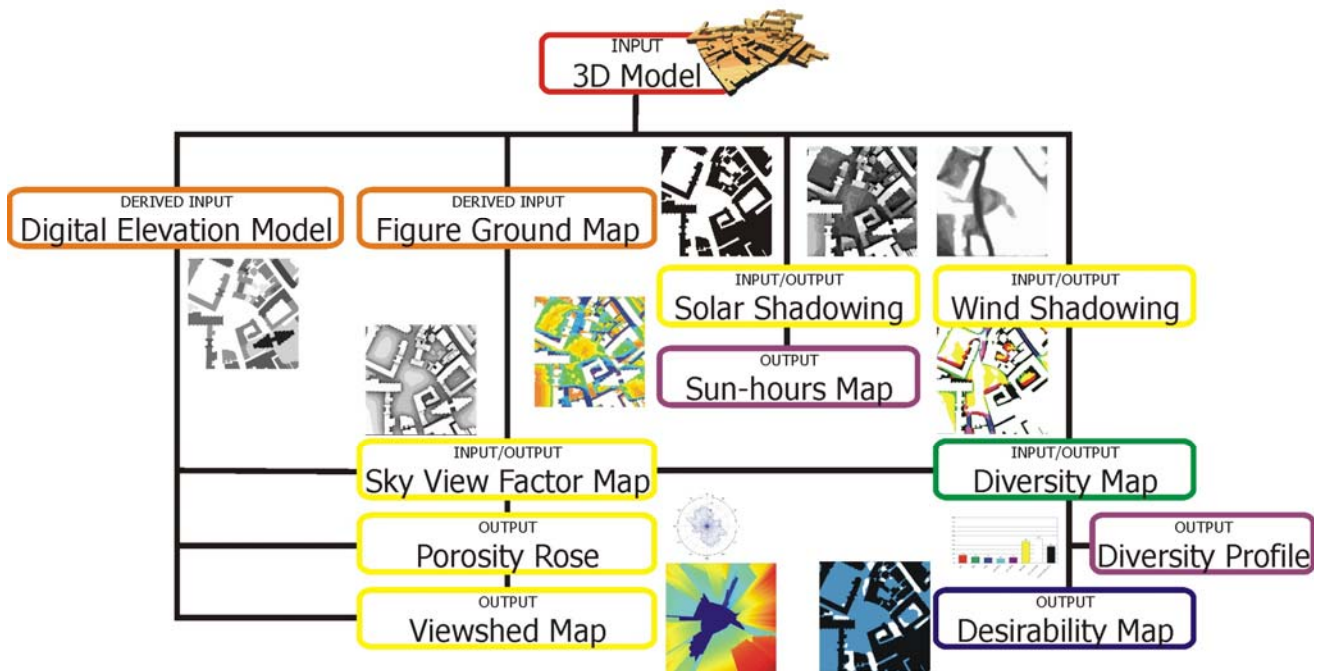 INPUT
3D Model
DERIVED INPUT
Digital Elevation Model
DERIVED INPUT
Figure Ground Map
INPUT/OUTPUT
Solar Shadowing
INPUT/OUTPUT
Wind Shadowing
OUTPUT
Sun-hours Map
INPUT/OUTPUT
Sky View Factor Map
INPUT/OUTPUT
Diversity Map
OUTPUT
Porosity Rose
OUTPUT
Diversity Profile
OUTPUT
Viewshed Map
OUTPUT
Desirability Map